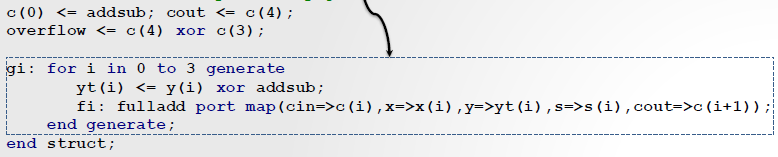 c(0) <= addsub; cout <= c(4);
overflow <= c(4) xor c(3);
gi: for i in 0 to 3 generate
yt(i) <= y(i) xor addsub;
fi: fulladd port map(cin=>c(i),x=>x(i),y=>yt(i),s=>s(i),cout=>c(i+1));
end generate;
end struct;